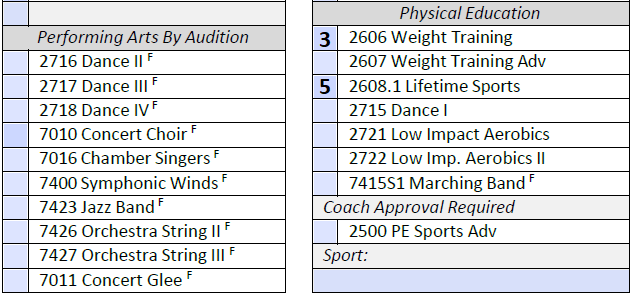 Performing Arts By Audition
2716 Dance II F
2717 Dance III F
2718 Dance IV F
7010 Concert Choir F
7016 Chamber Singers F
7400 Symphonic Winds F
7423 Jazz Band F
7426 Orchestra String II F
7427 Orchestra String III F
7011 Concert Glee F
Physical Education
3 2606 Weight Training
2607 Weight Training Adv
5 2608.1 Lifetime Sports
2715 Dance I
2721 Low Impact Aerobics
2722 Low Imp. Aerobics II
7415S1 Marching Band F
Coach Approval Required
2500 PE Sports Adv
Sport: